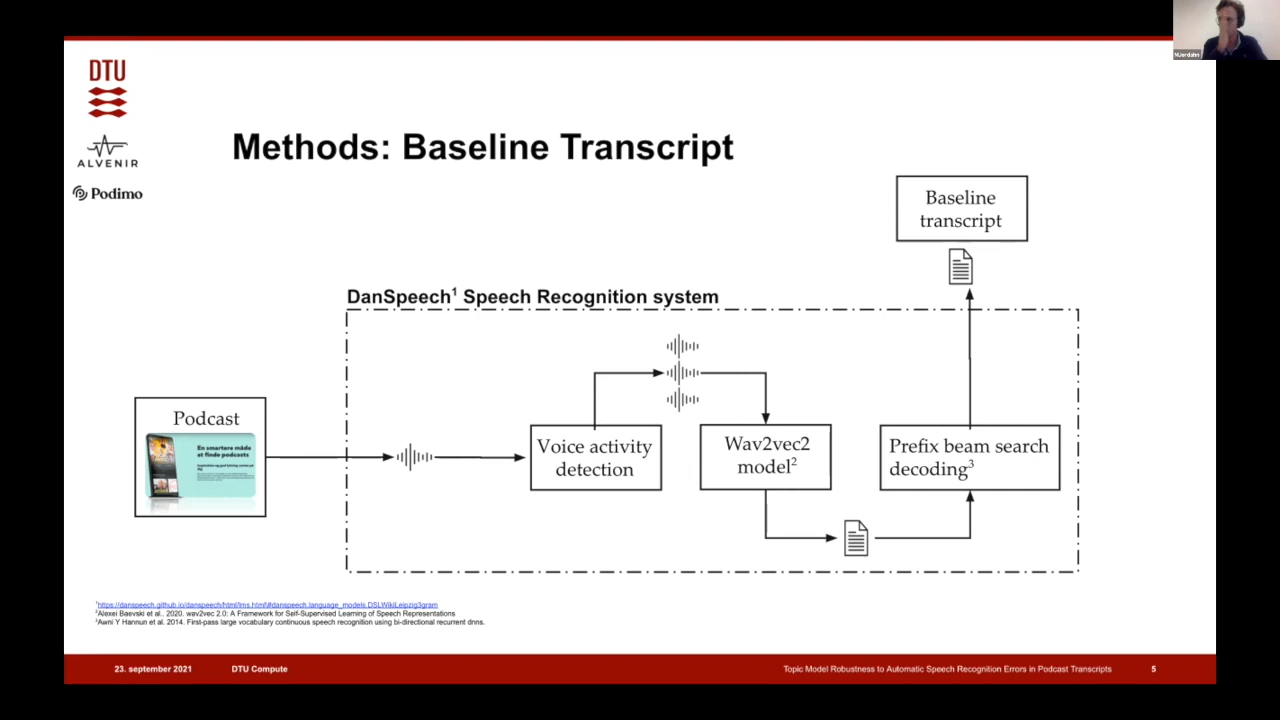 NUordahn
DTU
ALVENIR
Podimo
Methods: Baseline Transcript
Baseline
transcript
DanSpeech1 Speech Recognition system
Podcast
En smartere måde
at finde podcasts
Voice activity
detection
Wav2vec2
model2
Prefix beam search
decoding3
1https://danspeech.github.io/danspeech/html/lms.html#danspeech.language_models.DSLWikiLeipzig3gram
2Alexei Baevski et al.. 2020. wav2vec 2.0: A Framework for Self-Supervised Learning of Speech Representations
3Awni Y Hannun et al. 2014. First-pass large vocabulary continuous speech recognition using bi-directional recurrent dnns.
23. september 2021
DTU Compute
Topic Model Robustness to Automatic Speech Recognition Errors in Podcast Transcripts
5